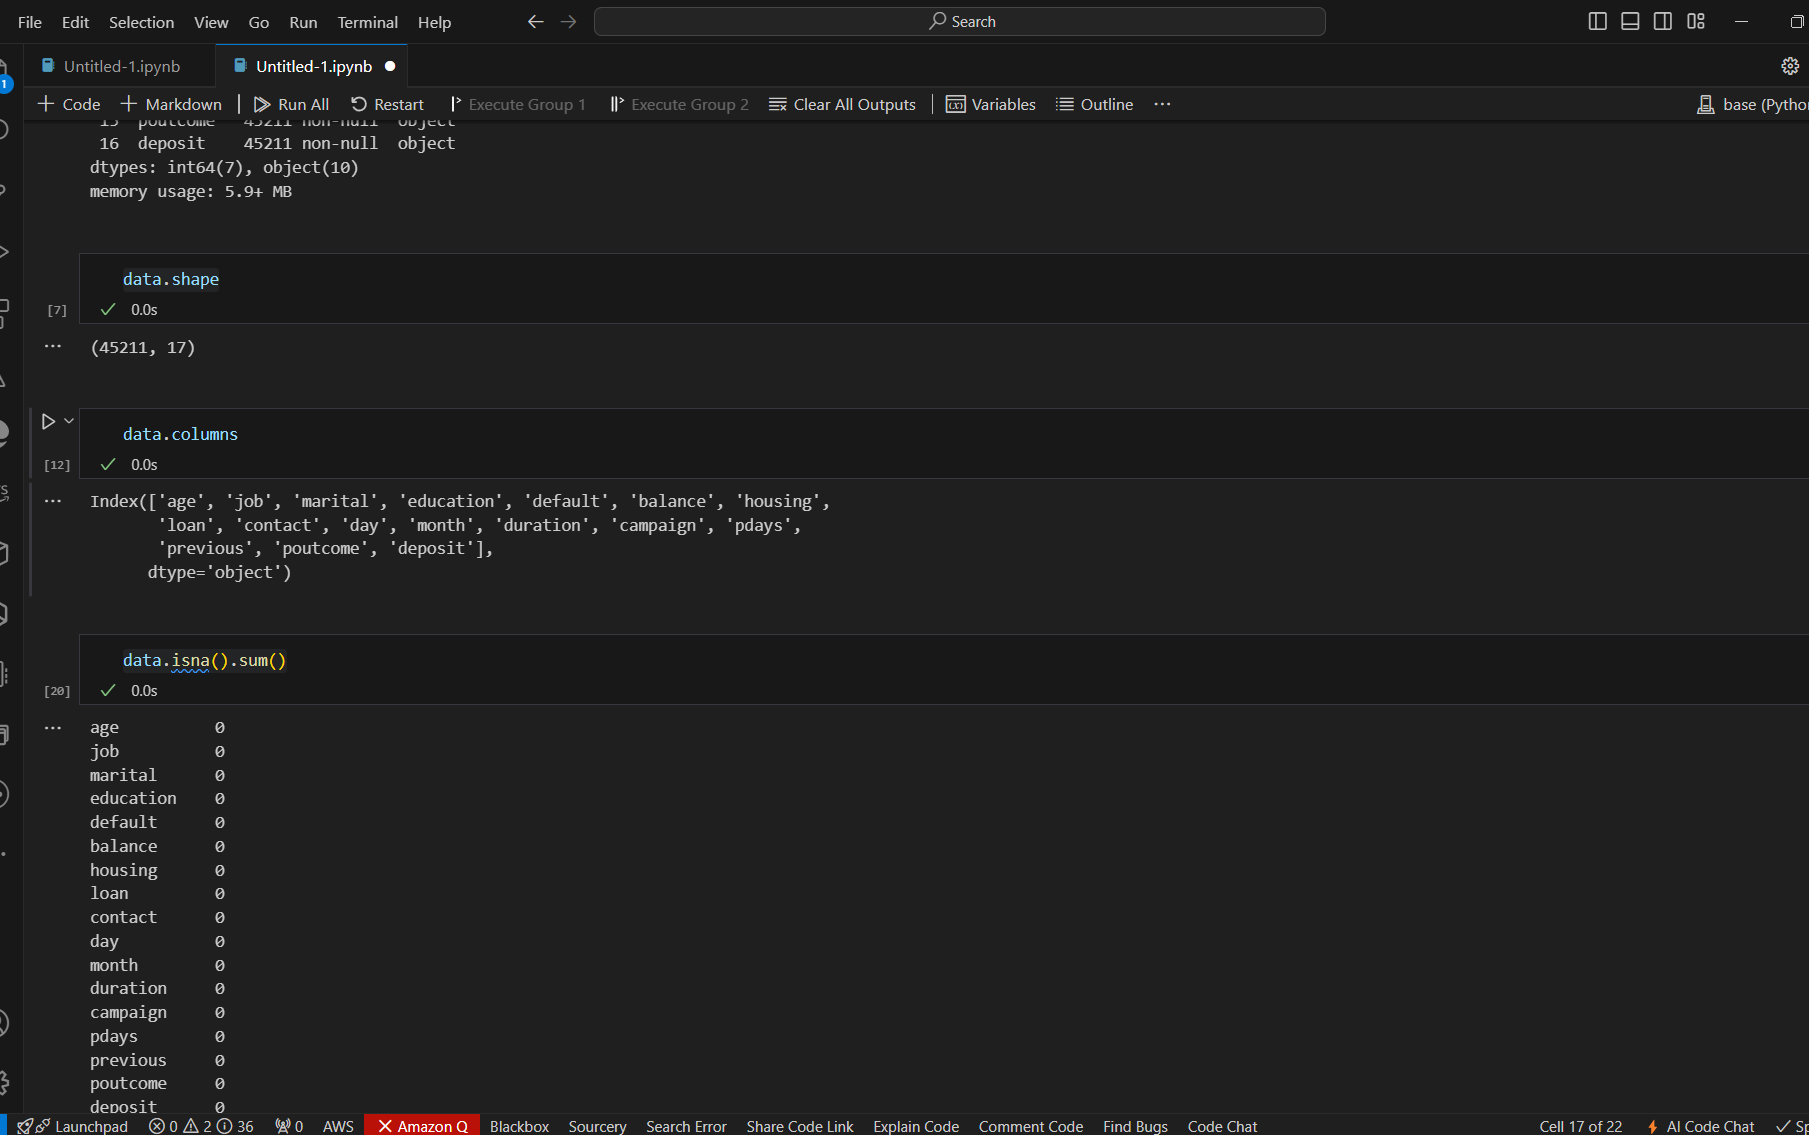 File Edit Selection View Go Run Terminal Help Search
Untitled-1.ipynb Untitled-1.ipynb
1
Code Markdown Run All Restart Execute Group 1 Execute Group 2 Clear All Outputs Variables Outline ... base (Pytho
15 poutcome 45211 non-null object
16 deposit 45211 non-null object
dtypes: int64(7), object(10)
memory usage: 5.9+ MB
data.shape
[7] 0.0s
... (45211, 17)
data.columns
[12] 0.0s
... Index(['age', 'job', 'marital', 'education', 'default', 'balance', 'housing',
'loan', 'contact', 'day', 'month', 'duration', 'campaign', 'pdays',
'previous', 'poutcome', 'deposit'],
dtype='object')
data.isna().sum()
[20] 0.0s
... age 0
job 0
marital 0
education 0
default 0
balance 0
housing 0
loan 0
contact 0
day 0
month 0
duration 0
campaign 0
pdays 0
previous 0
poutcome 0
deposit 0
Launchpad 0 2 36 0 AWS Amazon Q Blackbox Sourcery Search Error Share Code Link Explain Code Comment Code Find Bugs Code Chat Cell 17 of 22 AI Code Chat Sp